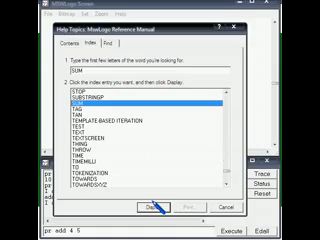 MSWLogo Screen
File Bitmap Set Zoom Help
Help Topics: MswLogo Reference Manual
Contents Index Find
1 Type the first few letters of the word you're looking for.
SUM
2 Click the index entry you want, and then click Display.
STOP
SUBSTRINGP
SUM
TAG
TAN
TEMPLATE-BASED ITERATION
TEST
TEXT
TEXTSCREEN
THING
THROW
TIME
TIMEMILLI
TO
TOKENIZATION
TOWARDS
TOWARDSXYZ
Display Print... Cancel
Trace
Status
Reset
pr add 4 5
Execute Edall